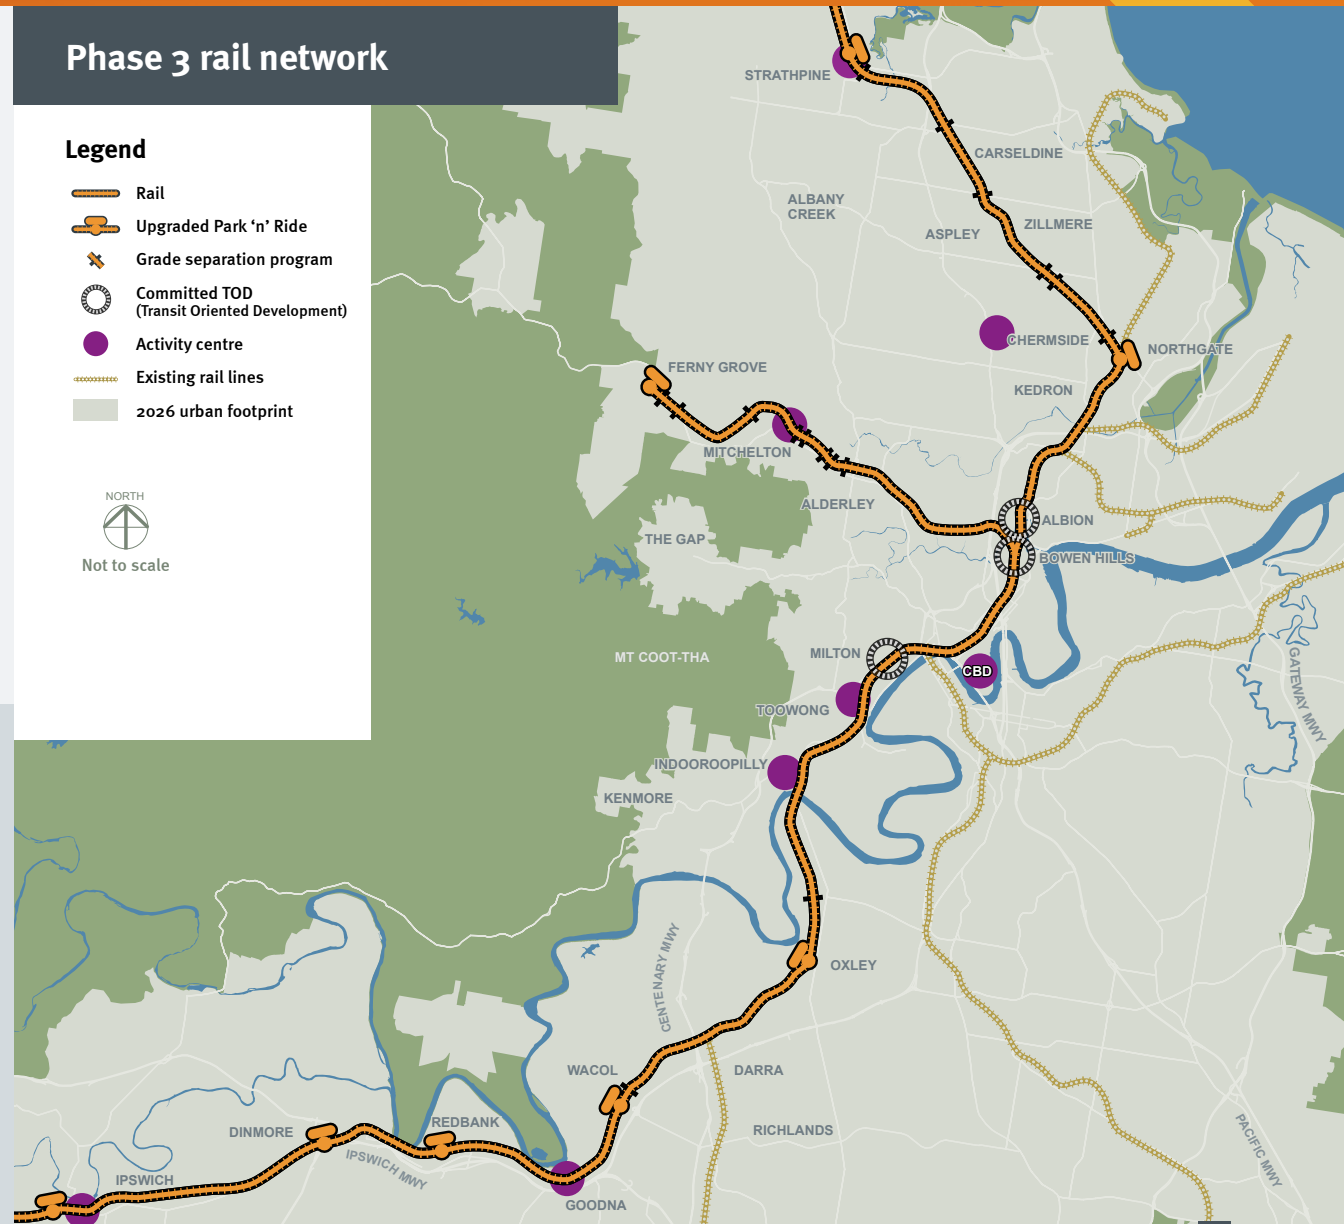 Phase 3 rail network
Legend
Rail
Upgraded Park ‘n’ Ride
Grade separation program
Committed TOD
(Transit Oriented Development)
Activity centre
Existing rail lines
2026 urban footprint
NORTH
Not to scale
STRATHPINE
CARSELDINE
ALBANY
CREEK
ASPLEY
ZILLMERE
CHERMSIDE
NORTHGATE
FERNY GROVE
KEDRON
MITCHELTON
ALDERLEY
THE GAP
ALBION
BOWEN HILLS
MT COOT-THA
MILTON
CBD
TOOWONG
GATEWAY MWY
INDOOROOPILLY
KENMORE
CENTENARY MWY
OXLEY
WACOL
DARRA
DINMORE
REDBANK
RICHLANDS
IPSWICH MWY
PACIFIC MWY
IPSWICH
GOODNA